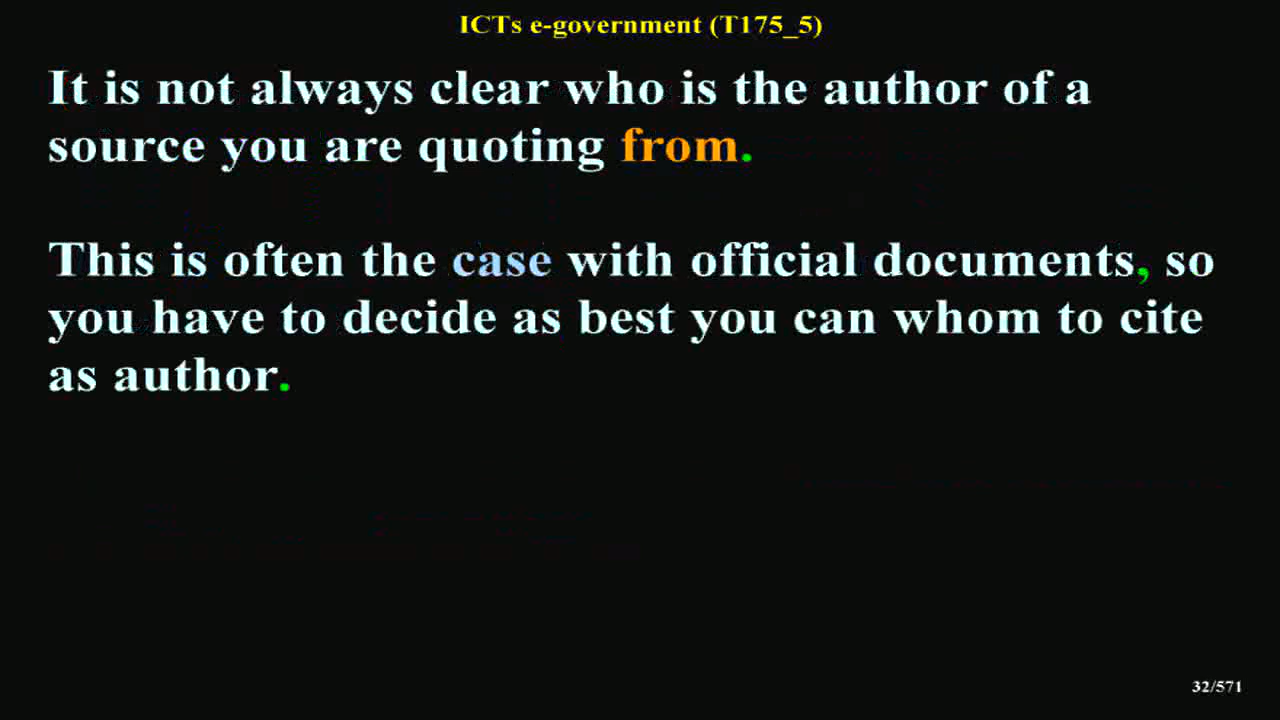 ICTs e-government (T175_5)
It is not always clear who is the author of a
source you are quoting from.
This is often the case with official documents, so
you have to decide as best you can whom to cite
as author.
32/571